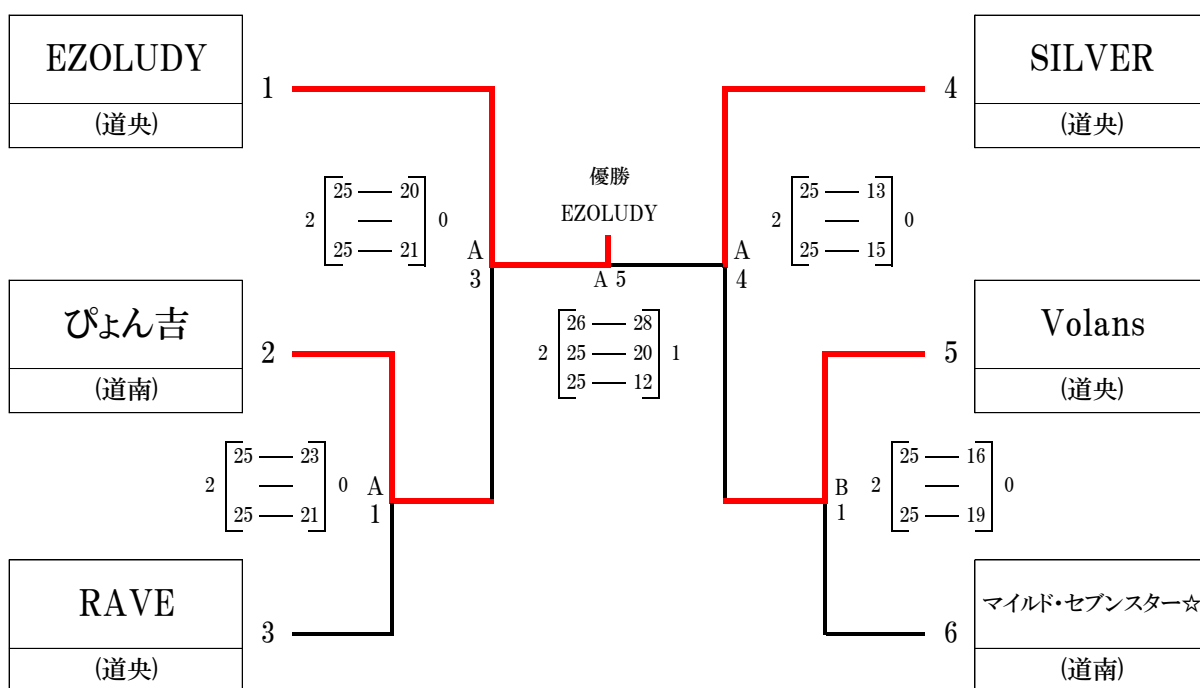 EZOLUDY
(道央)
1
SILVER
(道央)
4
優勝
EZOLUDY
2 25 20 0
25 21
A
3
2 25 13 0
25 15
A
4
A 5
26 28
2 25 20 1
25 12
ぴょん吉
(道南)
2
Volans
(道央)
5
25 23
2 0
25 21
A
1
25 16
2 0
25 19
B
1
RAVE
(道央)
3
マイルド・セブンスター☆
(道南)
6